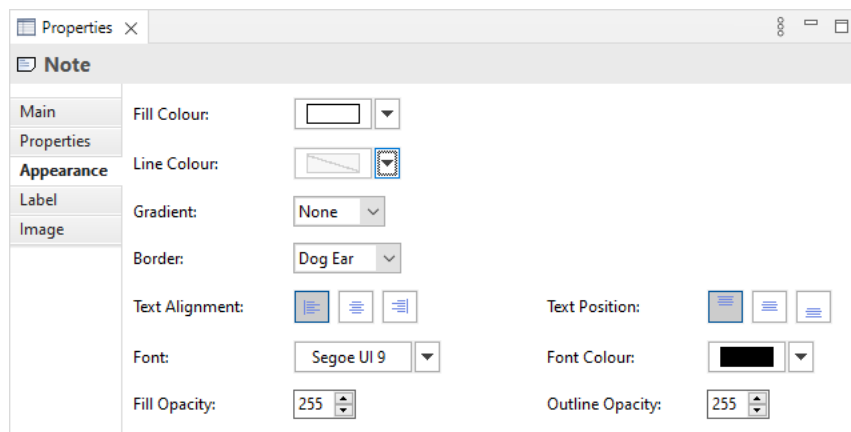 Properties
Note
Main
Properties
Appearance
Label
Image
Fill Colour:
Line Colour:
Gradient: None
Border: Dog Ear
Text Alignment: Text Position:
Font: Segoe UI 9 Font Colour:
Fill Opacity: 255 Outline Opacity: 255